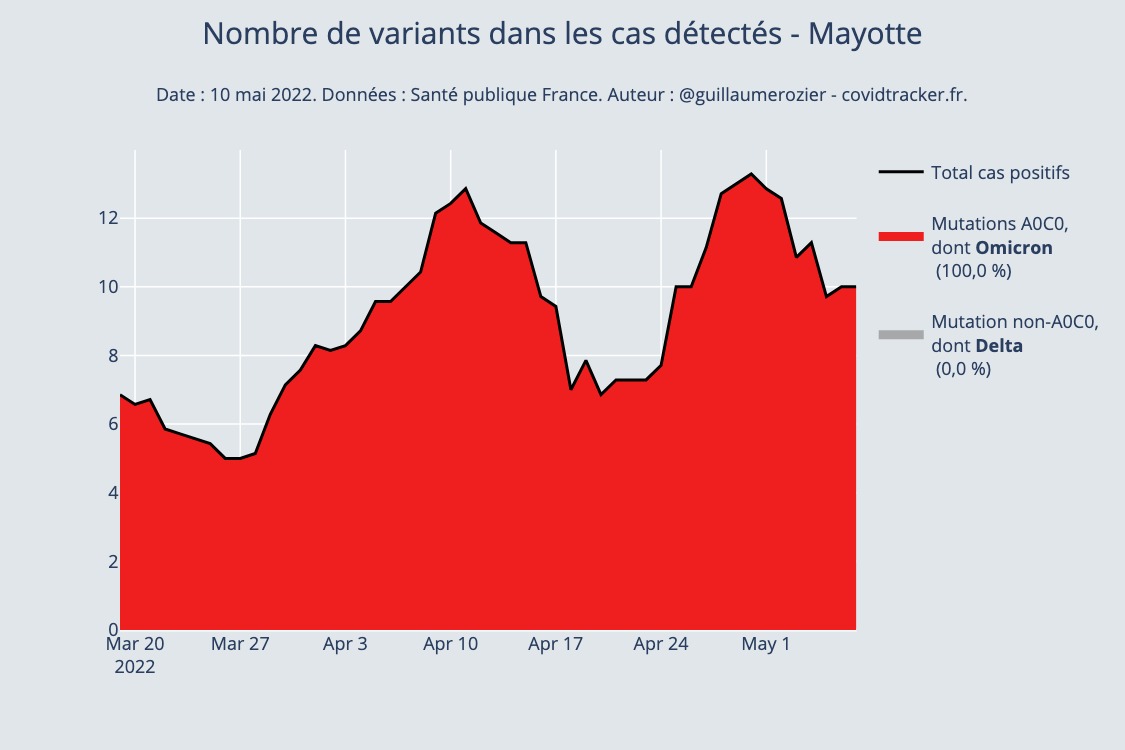 Nombre de variants dans les cas détectés - Mayotte
Date : 10 mai 2022. Données : Santé publique France. Auteur : @guillaumerozier - covidtracker.fr.
Total cas positifs
Mutations A0C0,
dont Omicron
(100,0 %)
Mutation non-A0C0,
dont Delta
(0,0 %)
12
10
8
6
4
2
0
Mar 20
2022
Mar 27
Apr 3
Apr 10
Apr 17
Apr 24
May 1